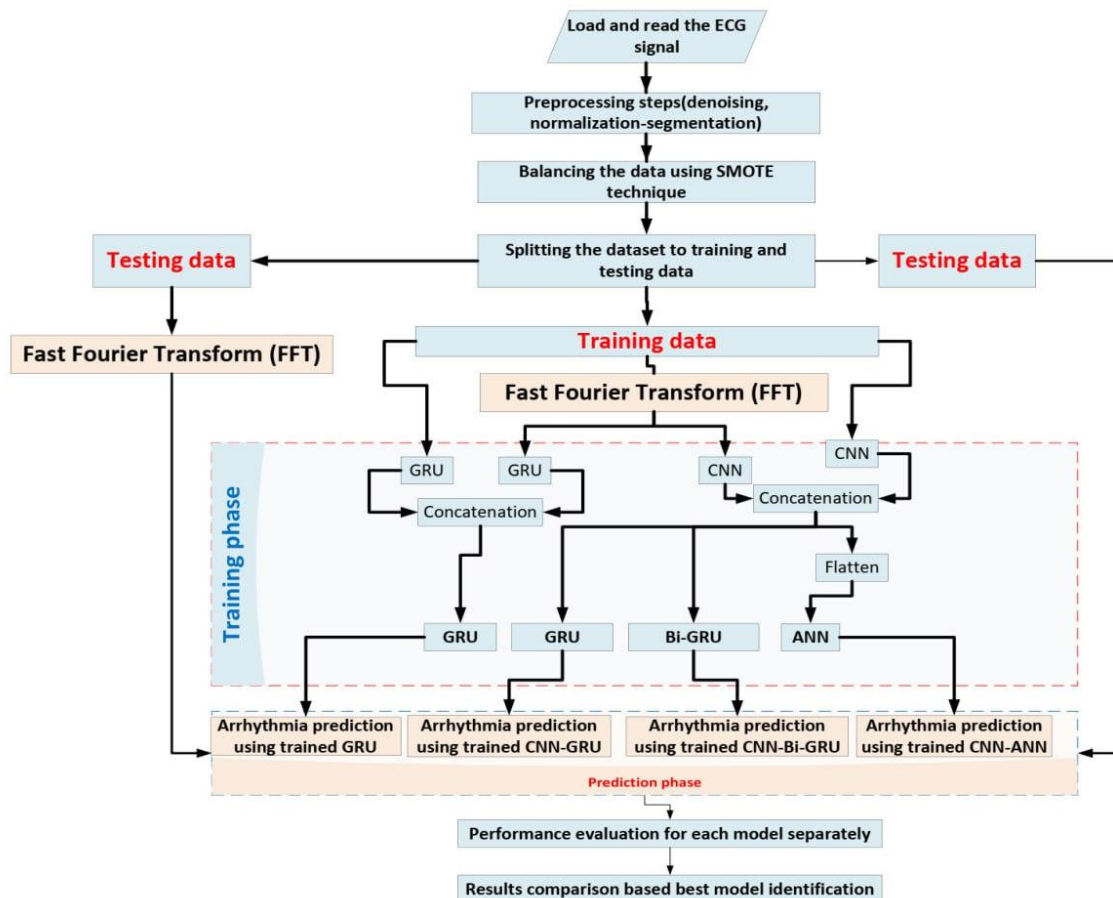 Load and read the ECG
signal
Preprocessing steps(denoising,
normalization-segmentation)
Balancing the data using SMOTE
technique
Testing data
Splitting the dataset to training and
testing data
Testing data
Fast Fourier Transform (FFT)
Training data
Fast Fourier Transform (FFT)
Training phase
GRU
GRU
CNN
CNN
Concatenation
Concatenation
Flatten
GRU
GRU
Bi-GRU
ANN
Arrhythmia prediction
using trained GRU
Arrhythmia prediction
using trained CNN-GRU
Arrhythmia prediction
using trained CNN-Bi-GRU
Arrhythmia prediction
using trained CNN-ANN
Prediction phase
Performance evaluation for each model separately
Results comparison based best model identification